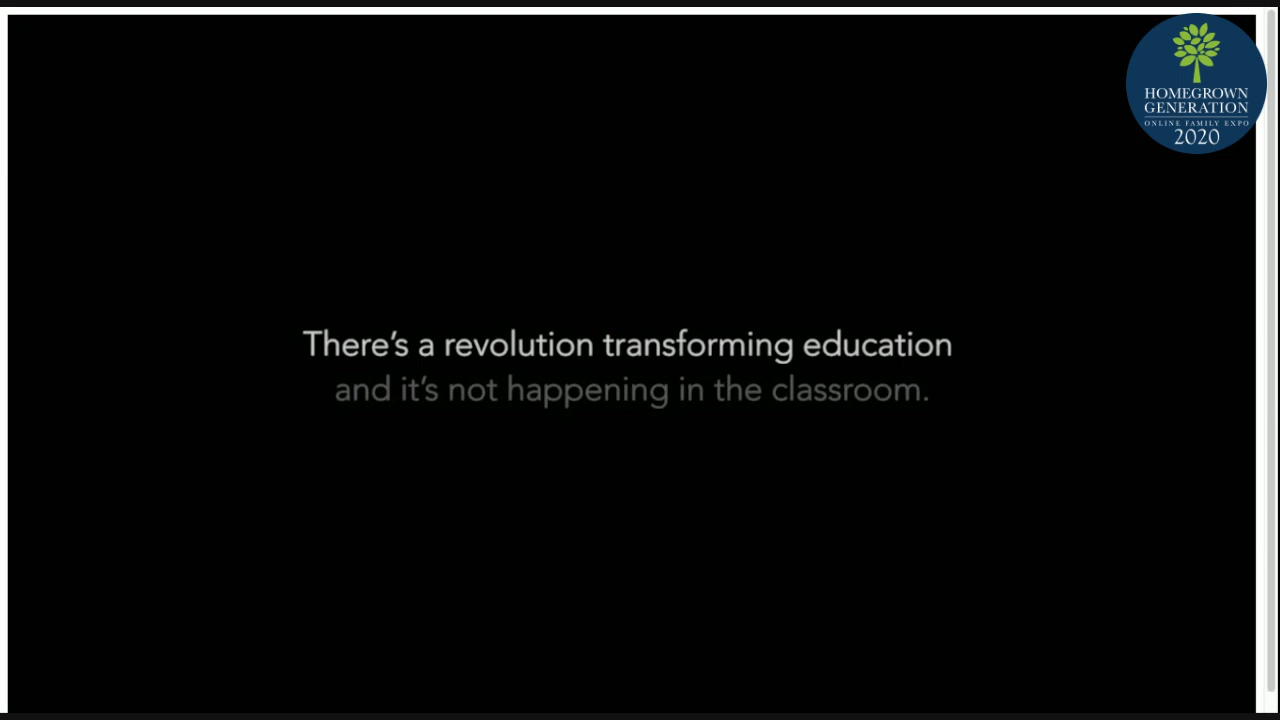 HOMEGROWN
GENERATION
ONLINE FAMILY EXPO
2020
There's a revolution transforming education
and it's not happening in the classroom.